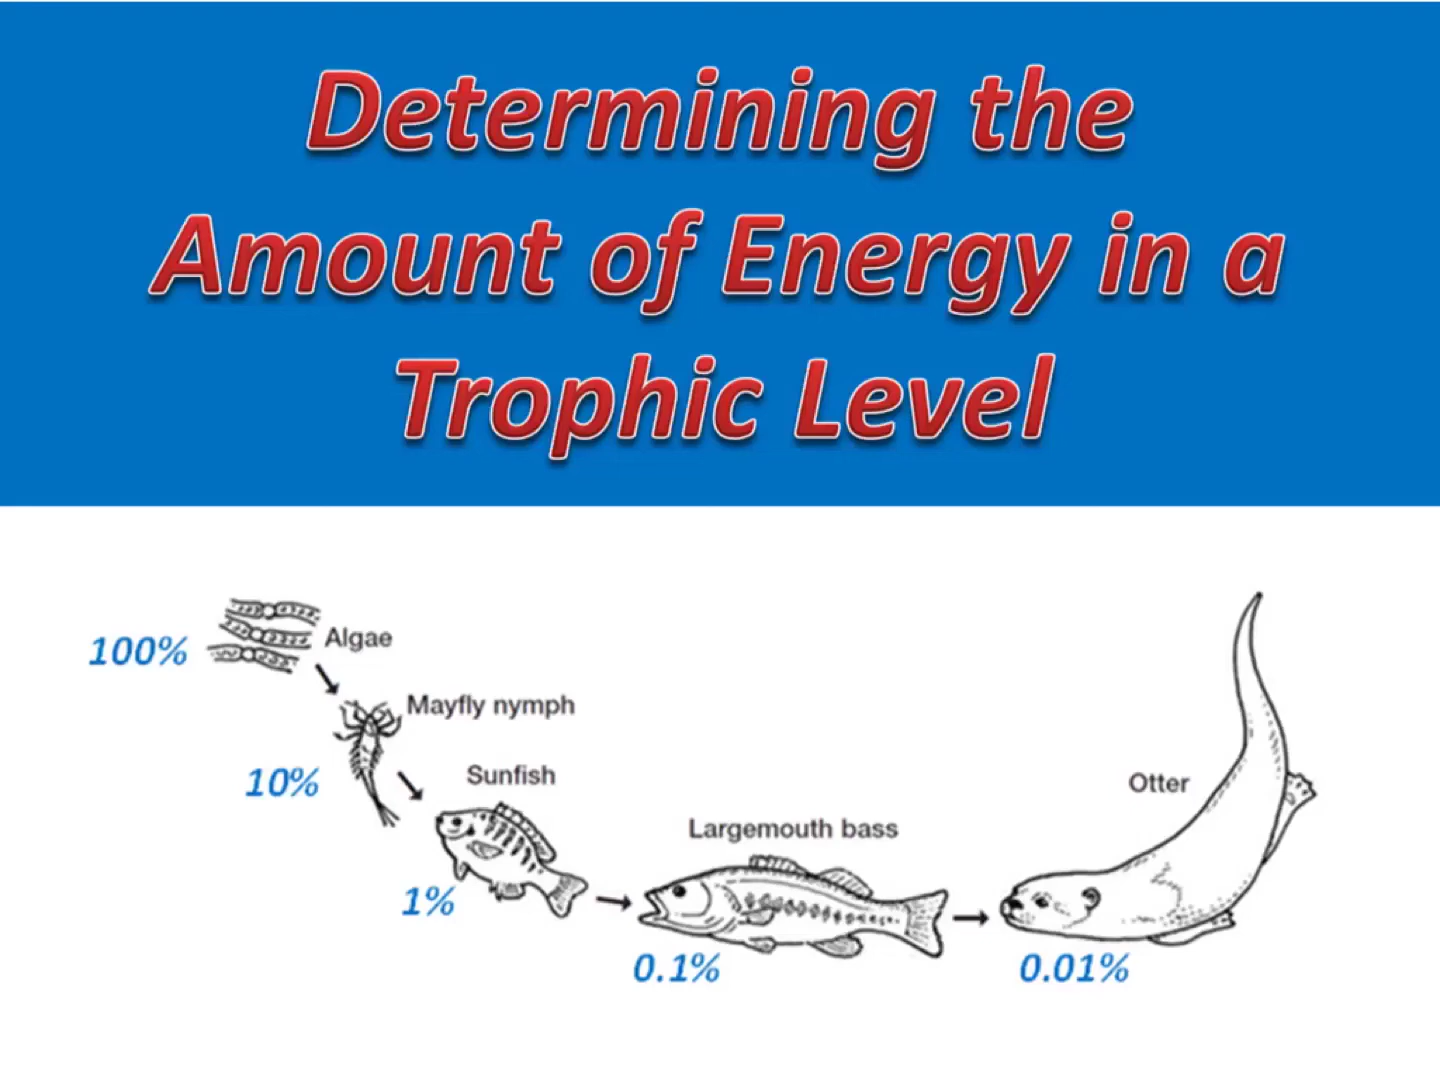 Determining the
Amount of Energy in a
Trophic Level
100%
Algae
Mayfly nymph
10%
Sunfish
1%
Largemouth bass
0.1%
Otter
0.01%